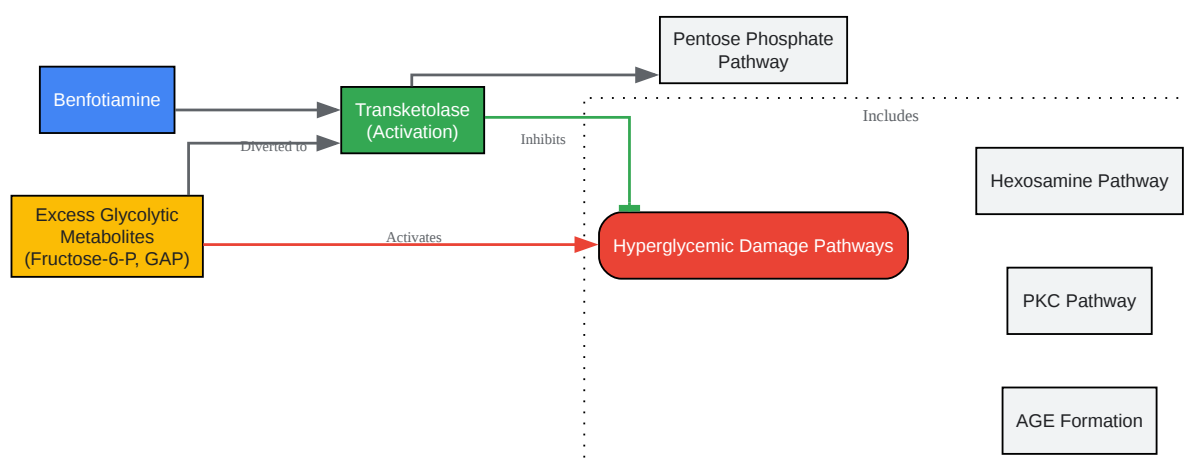 Pentose Phosphate
Pathway
Benfotiamine
Transketolase
(Activation)
Includes
Diverted to
Inhibits
Hexosamine Pathway
Excess Glycolytic
Metabolites
(Fructose-6-P, GAP)
Activates
Hyperglycemic Damage Pathways
PKC Pathway
AGE Formation